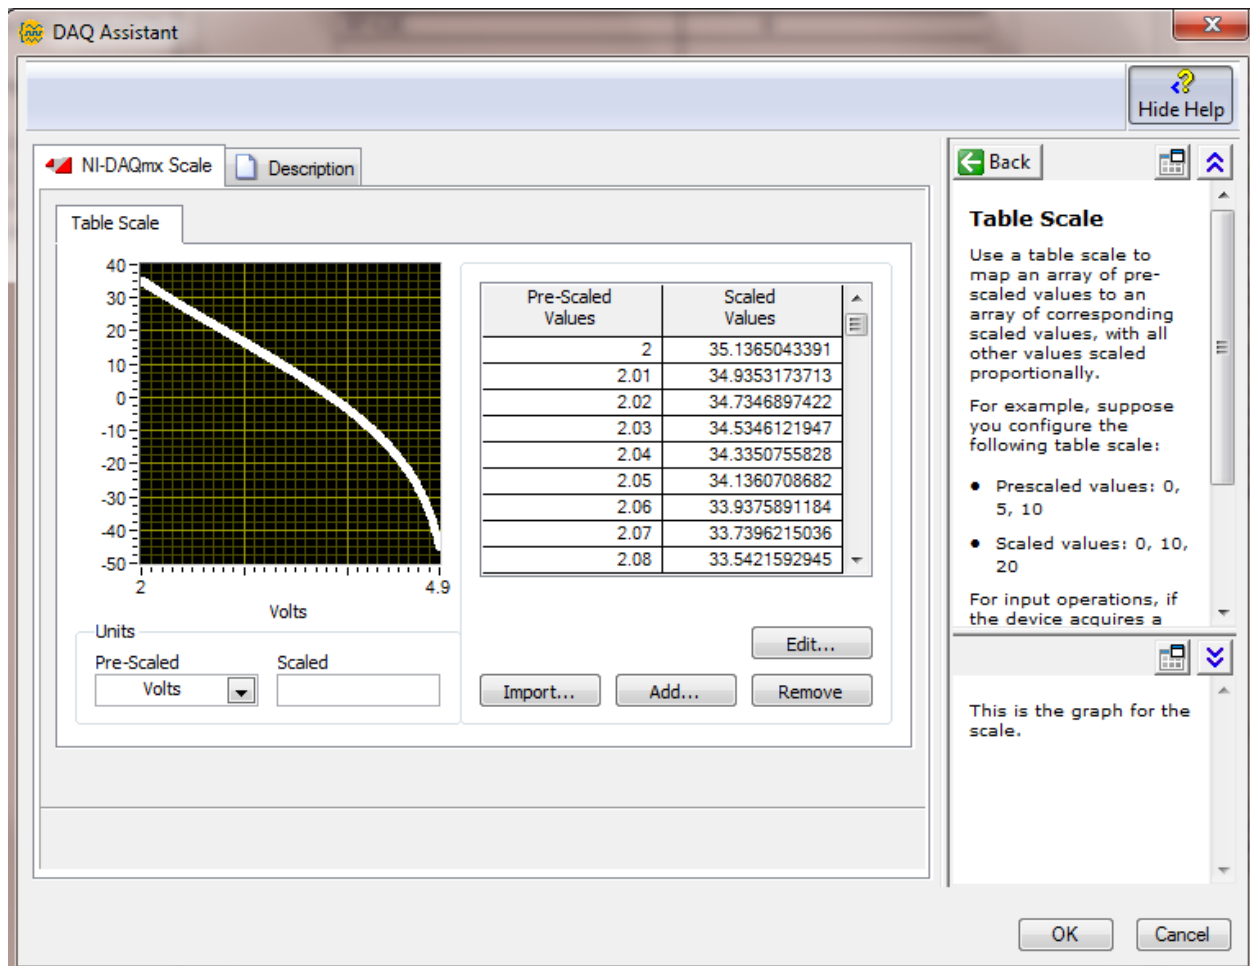 DAQ Assistant
Hide Help
NI-DAQmx Scale
Description
Table Scale
40
30
20
10
0
-10
-20
-30
-40
-50
2
4.9
Volts
Pre-Scaled Values
Scaled Values
2 35.1365043391
2.01 34.9353173713
2.02 34.7346897422
2.03 34.5346121947
2.04 34.3350755828
2.05 34.1360708682
2.06 33.9375891184
2.07 33.7396215036
2.08 33.5421592945
Units
Pre-Scaled
Scaled
Volts
Edit...
Import...
Add...
Remove
Back
Table Scale
Use a table scale to
map an array of pre-
scaled values to an
array of corresponding
scaled values, with all
other values scaled
proportionally.
For example, suppose
you configure the
following table scale:
• Prescaled values: 0,
5, 10
• Scaled values: 0, 10,
20
For input operations, if
the device acquires a
This is the graph for the
scale.
OK
Cancel